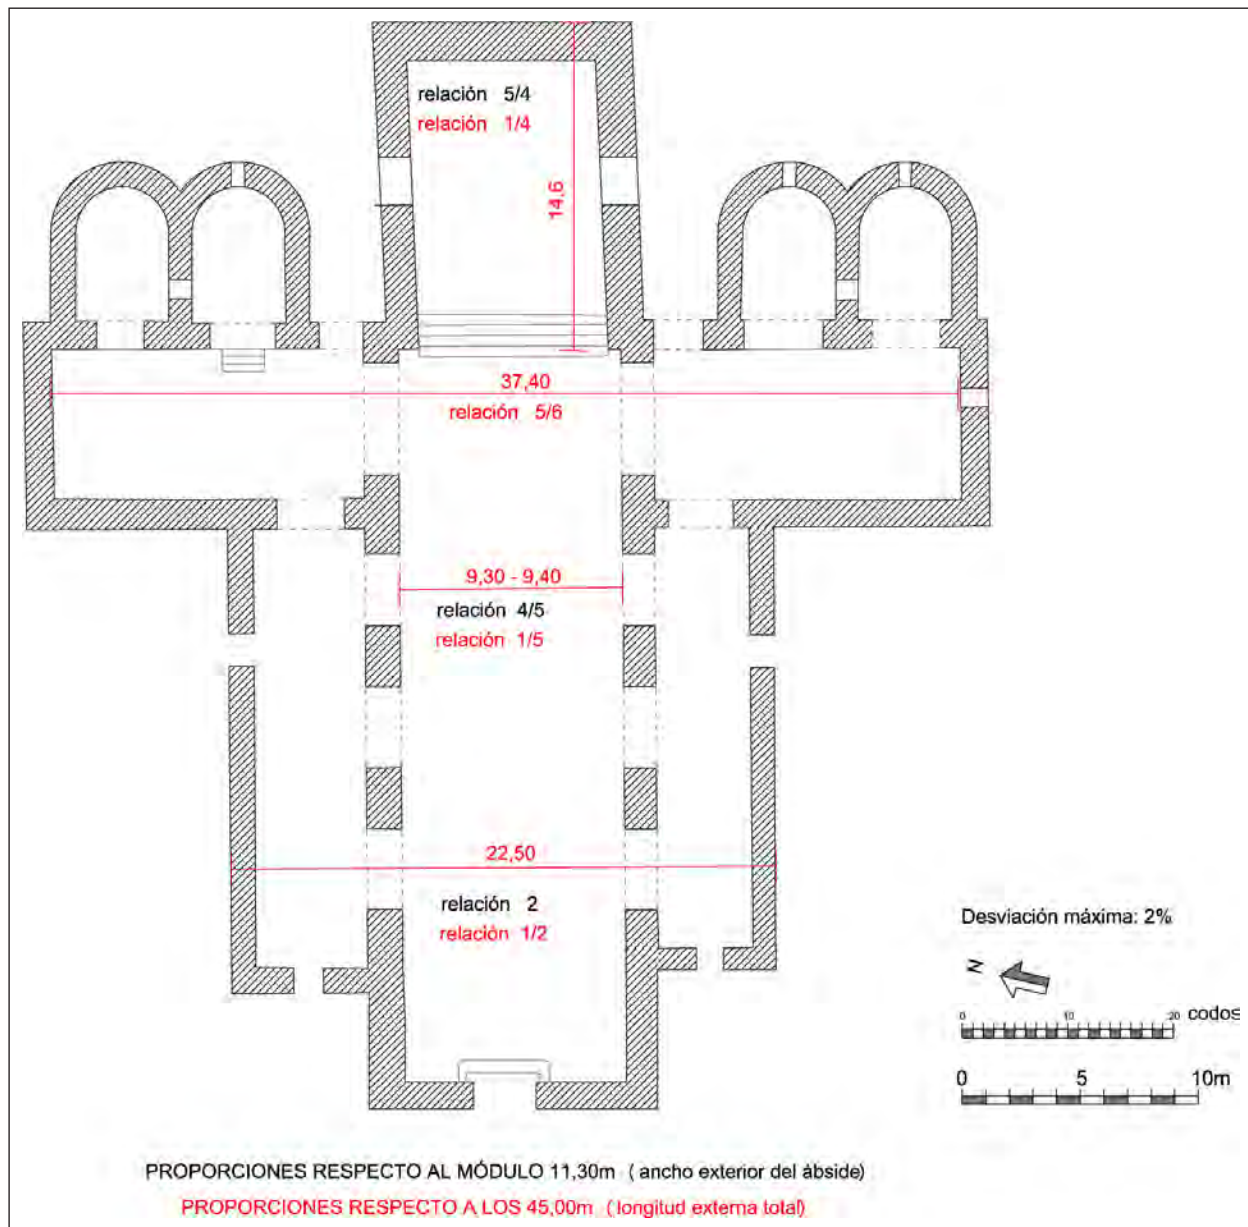 relación 5/4
relación 1/4
14,6
37,40
relación 5/6
9,30 - 9,40
relación 4/5
relación 1/5
22,50
relación 2
relación 1/2
Desviación máxima: 2%
N
0 10 20 codos
0 5 10m
PROPORCIONES RESPECTO AL MÓDULO 11,30m ( ancho exterior del ábside)
PROPORCIONES RESPECTO A LOS 45,00m ( longitud externa total)